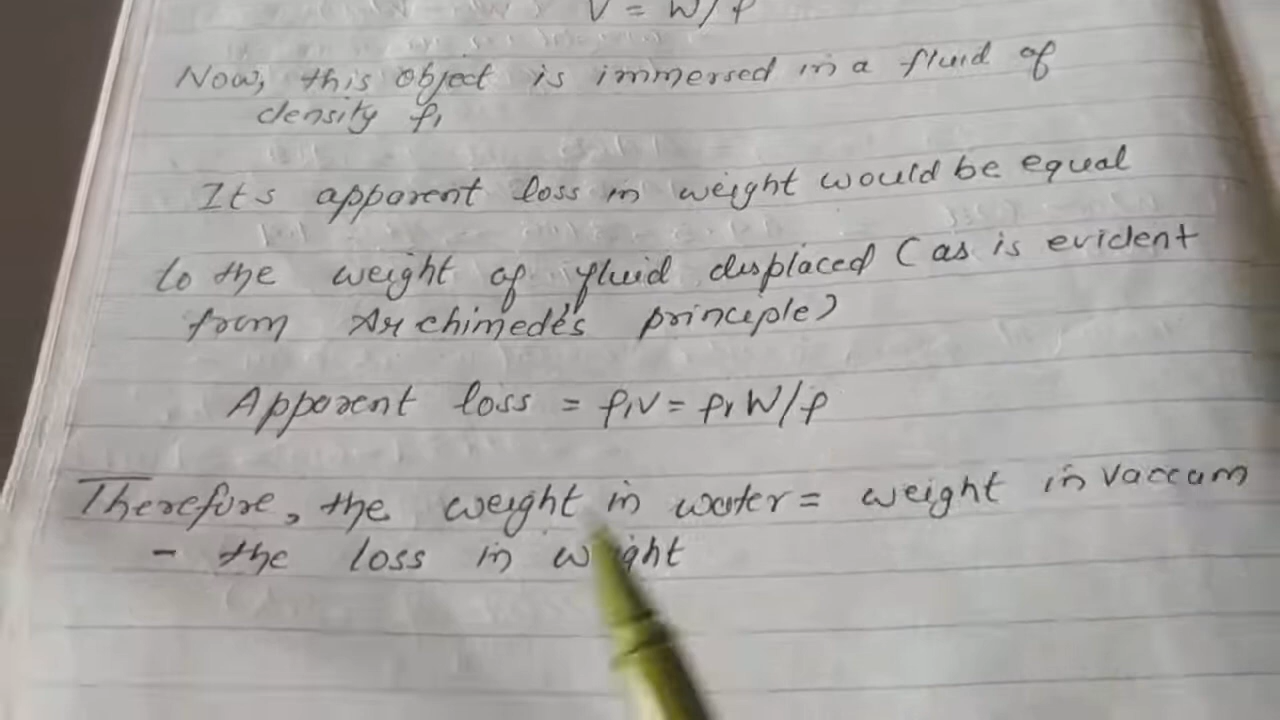 V = W/ρ
Now, this object is immersed in a fluid of
density ρ₁
Its apparent loss in weight would be equal
to the weight of fluid displaced (as is evident
from Archimede's principle)
Apparent loss = ρ₁V = ρ₁W/ρ
Therefore, the weight in water = weight in vaccum
- the loss in weight